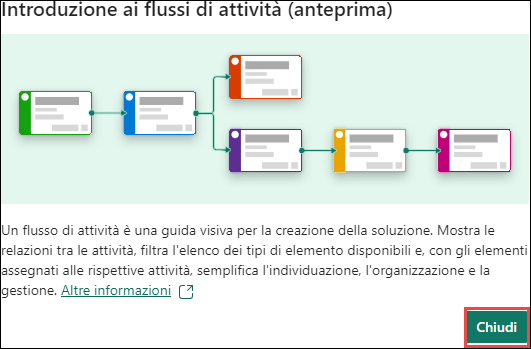 Introduzione ai flussi di attività (anteprima)
Un flusso di attività è una guida visiva per la creazione della soluzione. Mostra le
relazioni tra le attività, filtra l'elenco dei tipi di elemento disponibili e, con gli elementi
assegnati alle rispettive attività, semplifica l'individuazione, l'organizzazione e la
gestione. Altre informazioni
Chiudi